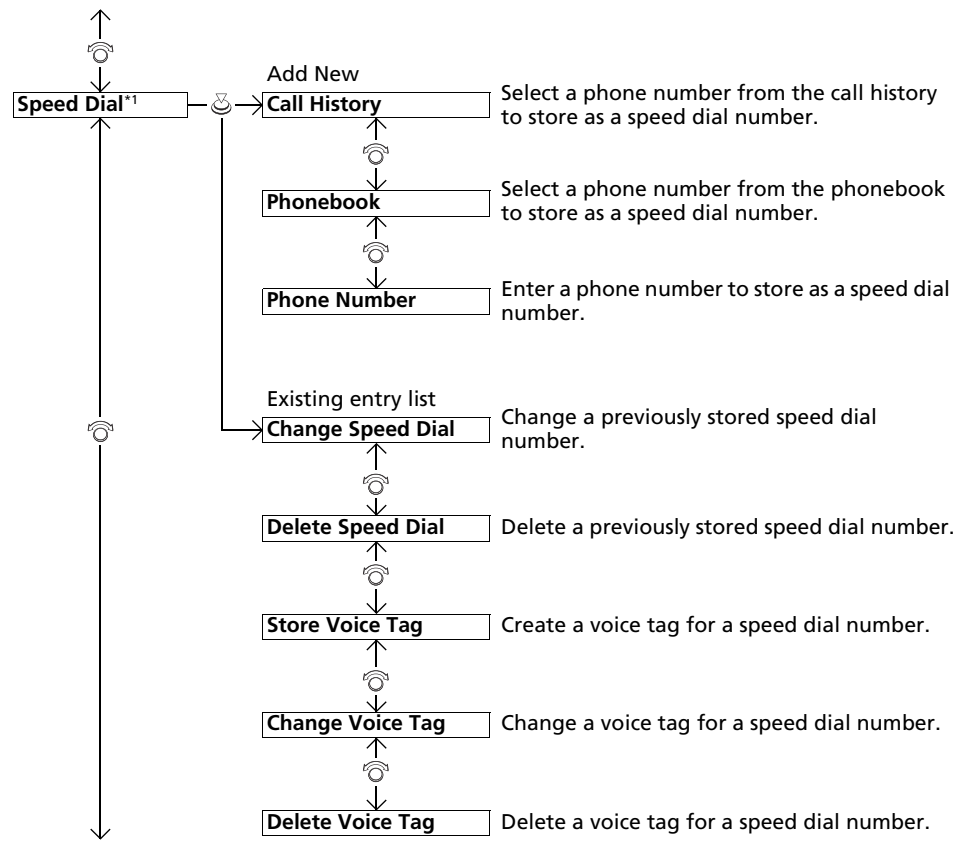 Add New
Speed Dial*1
Call History
Select a phone number from the call history
to store as a speed dial number.
Phonebook
Select a phone number from the phonebook
to store as a speed dial number.
Phone Number
Enter a phone number to store as a speed dial
number.
Existing entry list
Change Speed Dial
Change a previously stored speed dial
number.
Delete Speed Dial
Delete a previously stored speed dial number.
Store Voice Tag
Create a voice tag for a speed dial number.
Change Voice Tag
Change a voice tag for a speed dial number.
Delete Voice Tag
Delete a voice tag for a speed dial number.